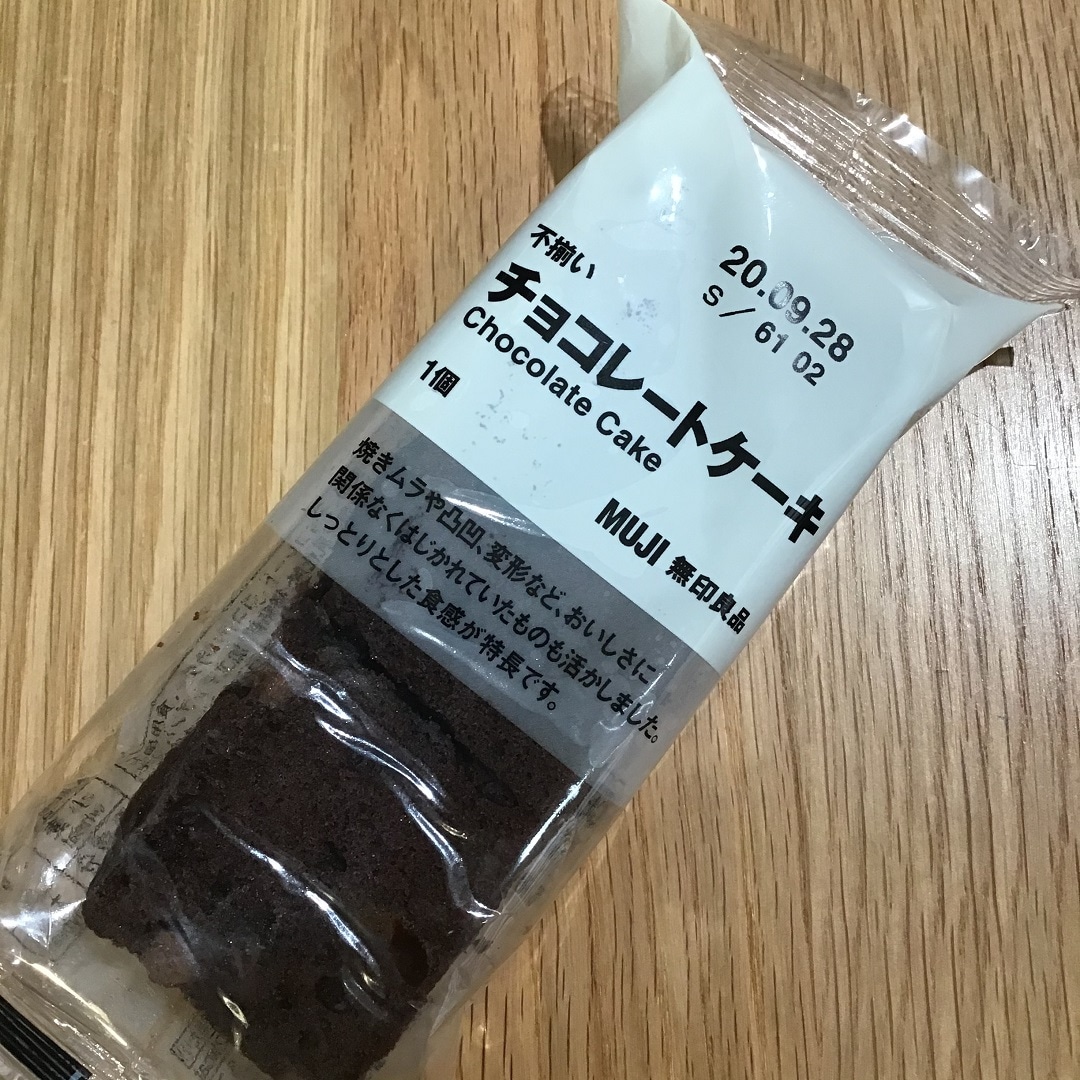 20.09.28
S／61 02
不揃い
チョコレートケーキ
Chocolate Cake
1個
MUJI 無印良品
焼きムラや凸凹、変形など、おいしさに
関係なくはじかれていたものも活かしました。
しっとりとした食感が特長です。